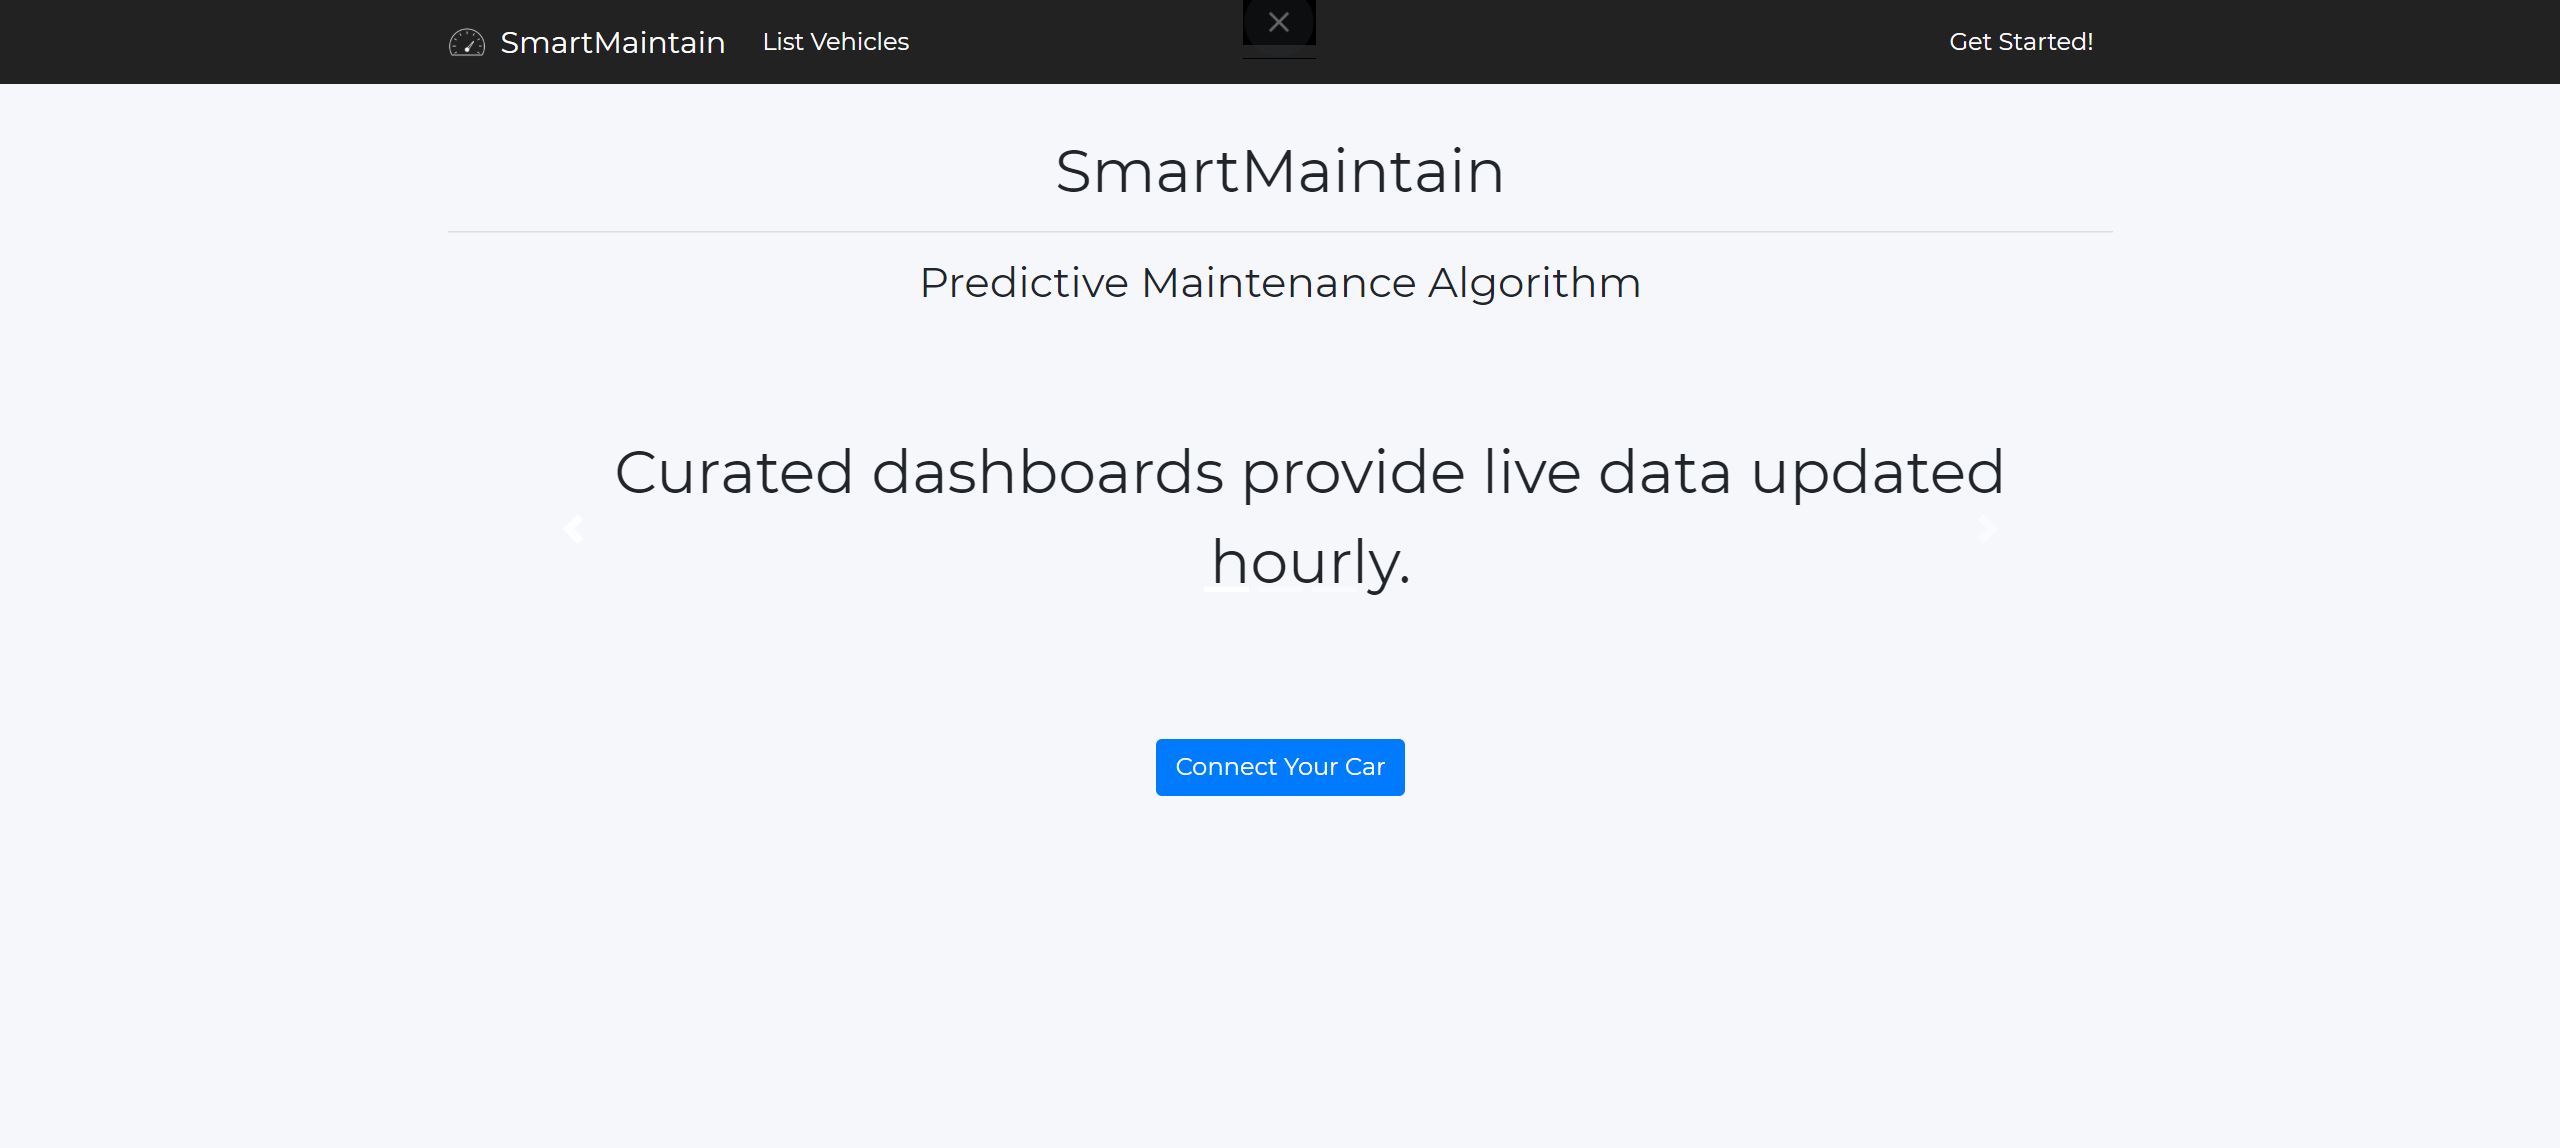 SmartMaintain List Vehicles Get Started!
SmartMaintain
Predictive Maintenance Algorithm
Curated dashboards provide live data updated
hourly.
Connect Your Car